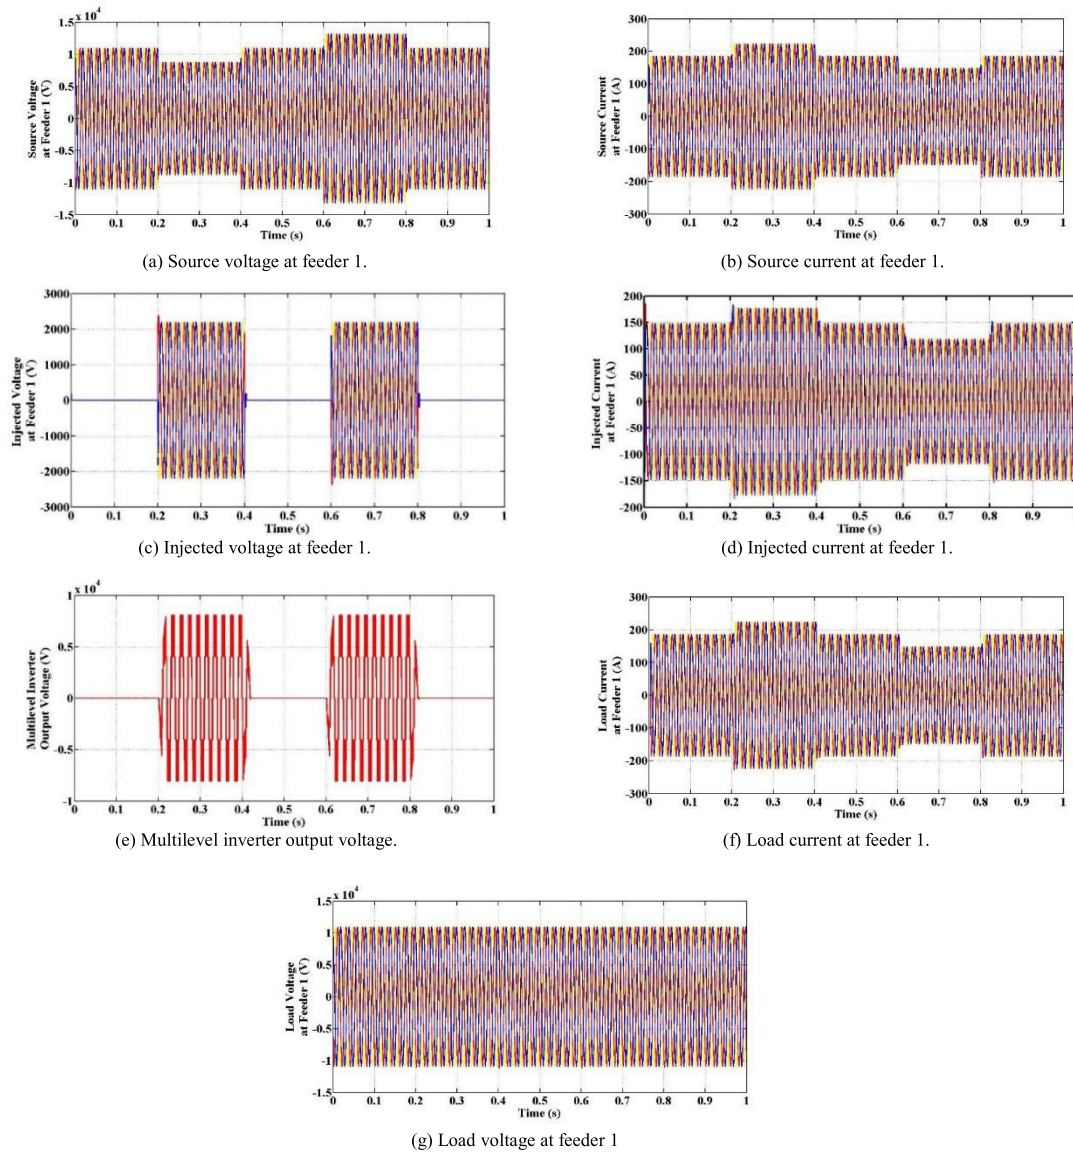 1.5 x 10^4
1
0.5
0
-0.5
-1
-1.5
Source Voltage
at Feeder 1 (V)
0 0.1 0.2 0.3 0.4 0.5 0.6 0.7 0.8 0.9 1
Time (s)
(a) Source voltage at feeder 1.
300
200
100
0
-100
-200
-300
Source Current
at Feeder 1 (A)
0 0.1 0.2 0.3 0.4 0.5 0.6 0.7 0.8 0.9 1
Time (s)
(b) Source current at feeder 1.
3000
2000
1000
0
-1000
-2000
-3000
Injected Voltage
at Feeder 1 (V)
0 0.1 0.2 0.3 0.4 0.5 0.6 0.7 0.8 0.9 1
Time (s)
(c) Injected voltage at feeder 1.
200
150
100
50
0
-50
-100
-150
-200
Injected Current
at Feeder 1 (A)
0 0.1 0.2 0.3 0.4 0.5 0.6 0.7 0.8 0.9
Time (s)
(d) Injected current at feeder 1.
1 x 10^4
0.5
0
-0.5
-1
Multilevel Inverter
Output Voltage (V)
0 0.1 0.2 0.3 0.4 0.5 0.6 0.7 0.8 0.9 1
Time (s)
(e) Multilevel inverter output voltage.
300
200
100
0
-100
-200
-300
Load Current
at Feeder 1 (A)
0 0.1 0.2 0.3 0.4 0.5 0.6 0.7 0.8 0.9 1
Time (s)
(f) Load current at feeder 1.
1.5 x 10^4
1
0.5
0
-0.5
-1
-1.5
Load Voltage
at Feeder 1 (V)
0 0.1 0.2 0.3 0.4 0.5 0.6 0.7 0.8 0.9 1
Time (s)
(g) Load voltage at feeder 1